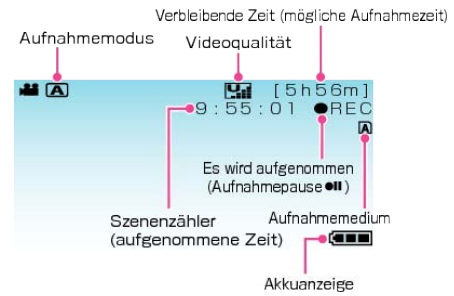 Verbleibende Zeit (mögliche Aufnahmezeit)
Aufnahmemodus
Videoqualität
A
[5h56m]
9:55:01 ●REC
A
Es wird aufgenommen
(Aufnahmepause ●II)
Szenenzähler
(aufgenommene Zeit)
Aufnahmemedium
Akkuanzeige